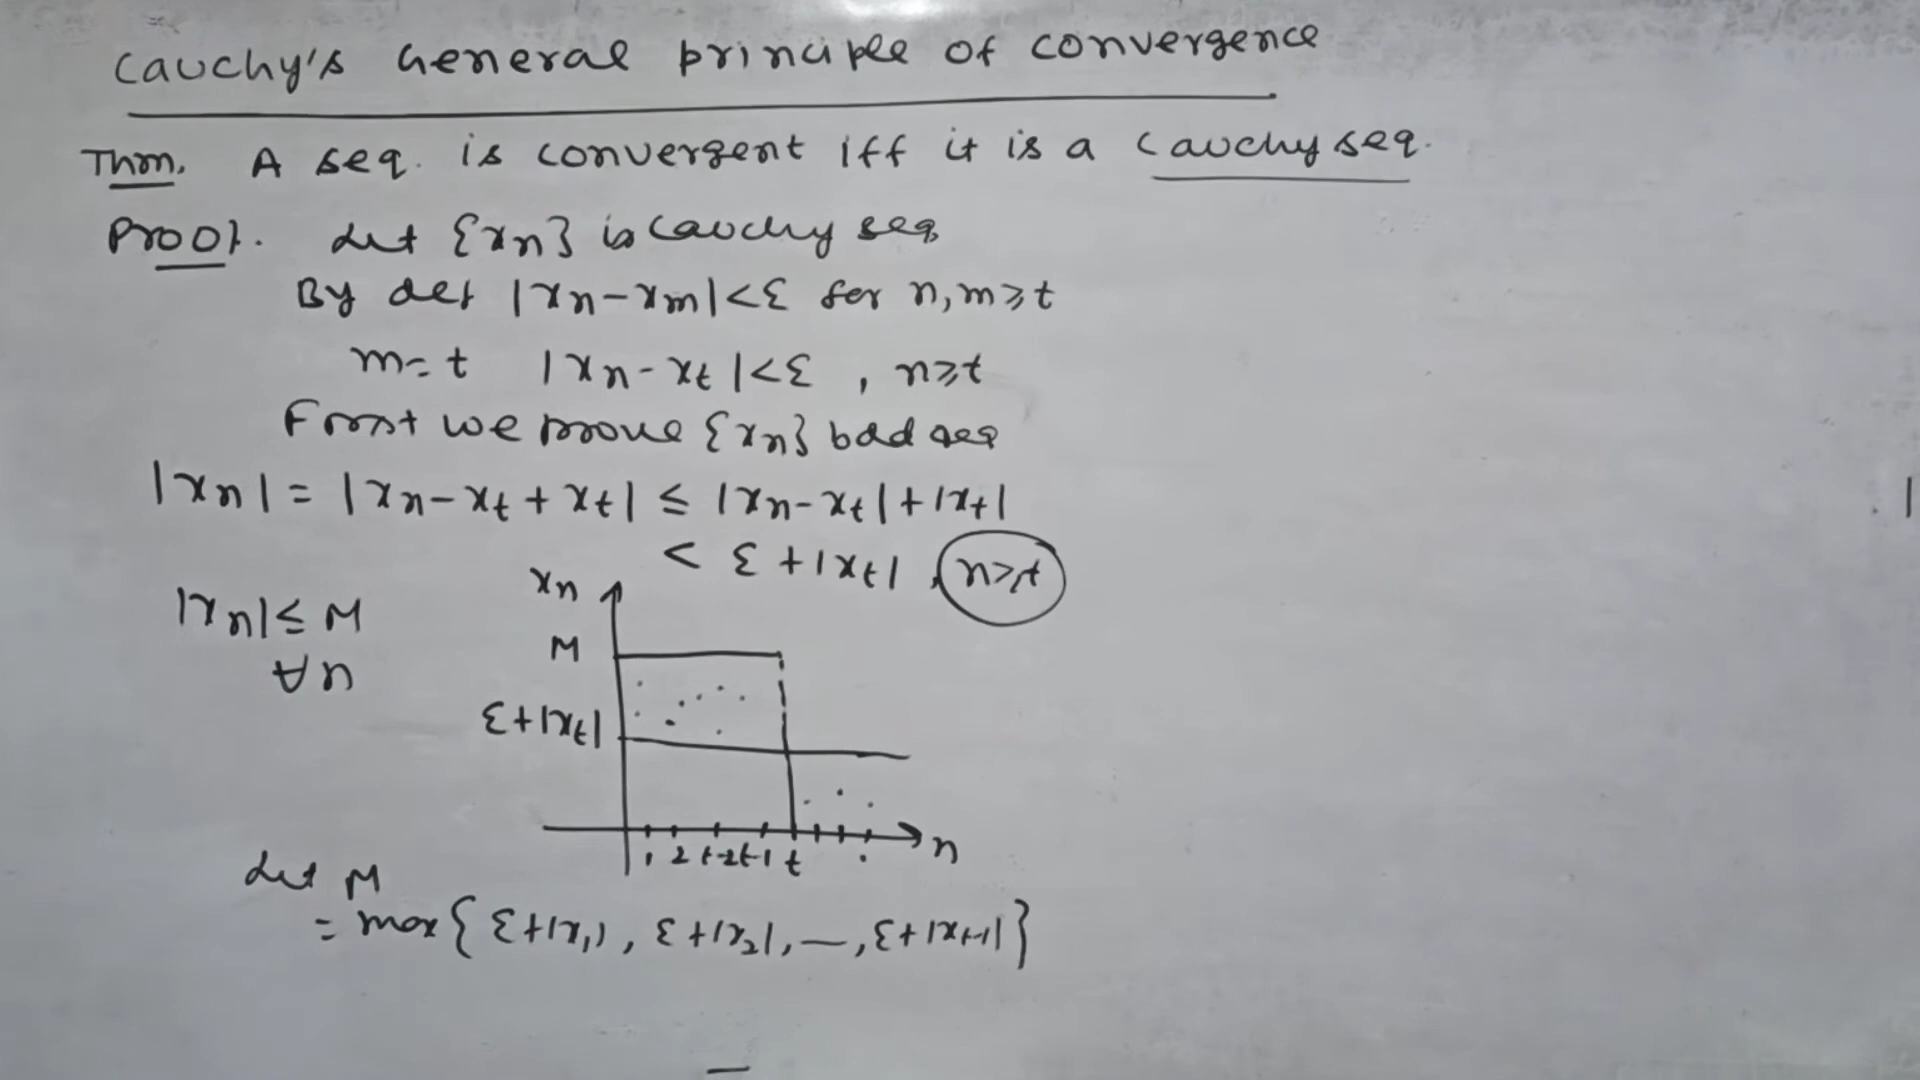 Cauchy's General principle of convergence
Thm. A seq. is convergent iff it is a Cauchy seq.
Proof. Let {xn} is Cauchy seq
By def |xn-xm|<ε for n,m≥t
m=t |xn-xt|<ε , n≥t
First we prove {xn} bdd seq
|xn| = |xn-xt+xt| ≤ |xn-xt|+|xt|
< ε+|xt|, n≥t
|xn|≤M
∀n
xn
M
ε+|xt|
1 2 t-2 t-1 t
n
Let M
= max{ε+|x1|, ε+|x2|, —, ε+|xt-1|}